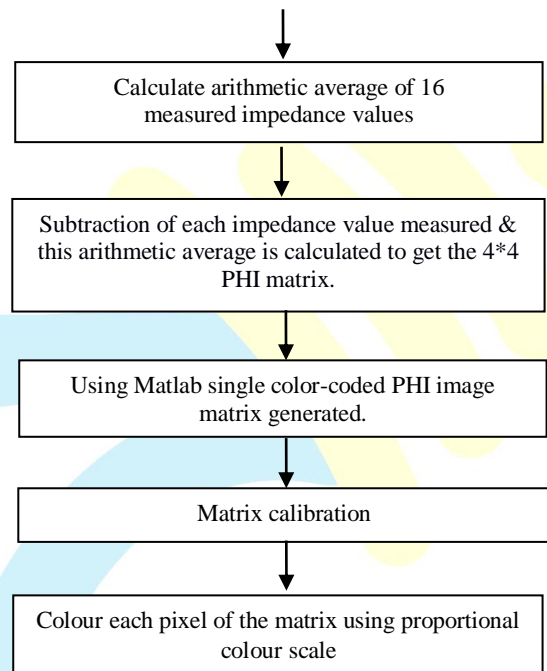 Calculate arithmetic average of 16
measured impedance values
Subtraction of each impedance value measured &
this arithmetic average is calculated to get the 4*4
PHI matrix.
Using Matlab single color-coded PHI image
matrix generated.
Matrix calibration
Colour each pixel of the matrix using proportional
colour scale